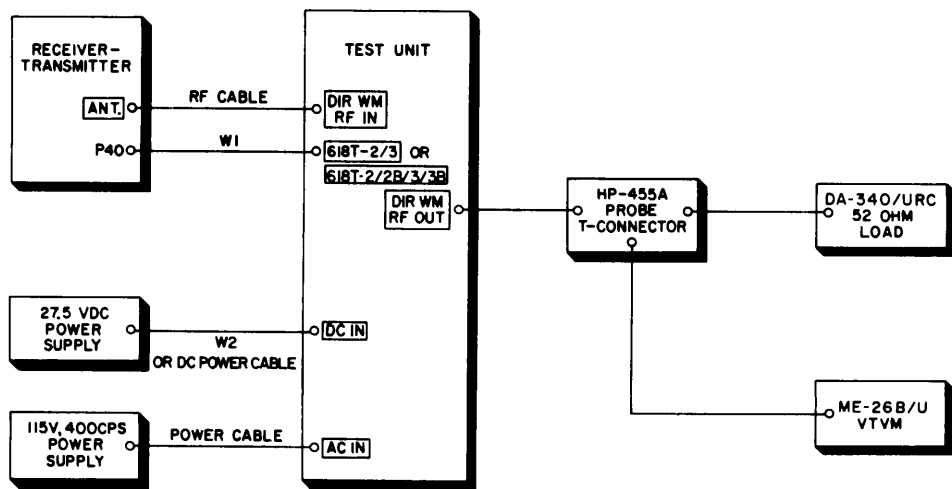 RECEIVER-
TRANSMITTER
ANT.
P40
RF CABLE
W1
TEST UNIT
DIR WM
RF IN
618T-2/3 OR
618T-2/2B/3/3B
DIR WM
RF OUT
HP-455A
PROBE
T-CONNECTOR
DA-340/URC
52 OHM
LOAD
27.5 VDC
POWER
SUPPLY
W2
OR DC POWER CABLE
DC IN
115V, 400CPS
POWER
SUPPLY
POWER CABLE
AC IN
ME-26B/U
VTVM